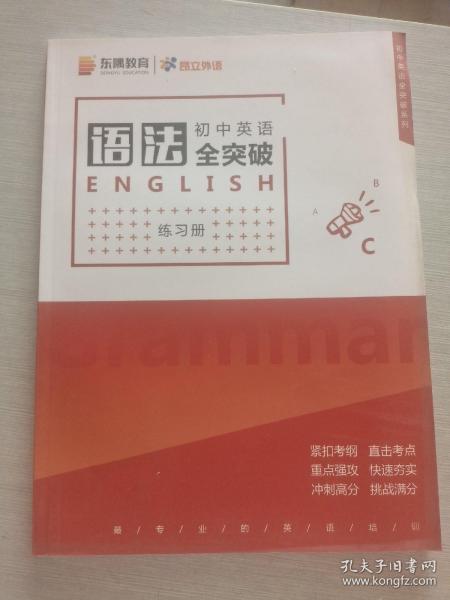 东隅教育
DONGYU EDUCATION
昂立外语
初中英语全突破系列
语法
初中英语
全突破
ENGLISH
练习册
A
B
C
Grammar
紧扣考纲 直击考点
重点强攻 快速夯实
冲刺高分 挑战满分
最/专/业/的/英/语/培/训
孔夫子旧书网
www.kongfz.com